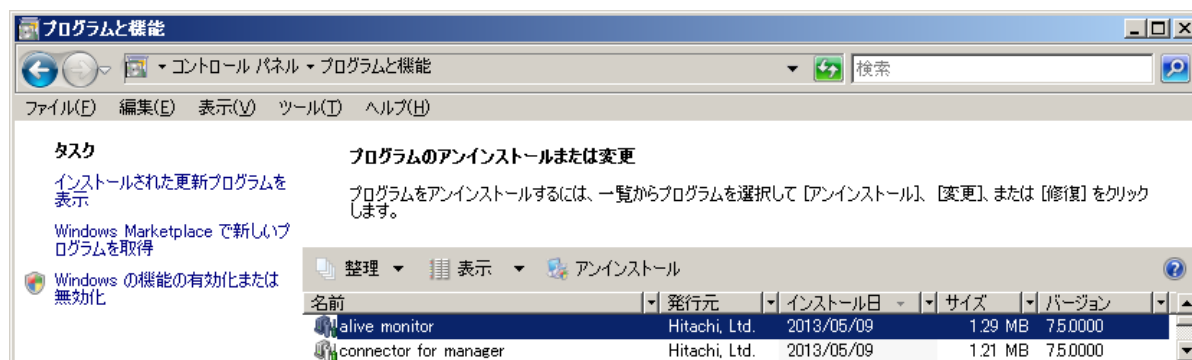 プログラムと機能
コントロール パネル プログラムと機能
検索
ファイル(F) 編集(E) 表示(V) ツール(T) ヘルプ(H)
タスク
インストールされた更新プログラムを
表示
Windows Marketplace で新しいプ
ログラムを取得
Windows の機能の有効化または
無効化
プログラムのアンインストールまたは変更
プログラムをアンインストールするには、一覧からプログラムを選択して [アンインストール]、[変更]、または [修復] をクリック
します。
整理 表示 アンインストール
名前 発行元 インストール日 サイズ バージョン
alive monitor Hitachi, Ltd. 2013/05/09 1.29 MB 7.5.0000
connector for manager Hitachi, Ltd. 2013/05/09 1.21 MB 7.5.0000